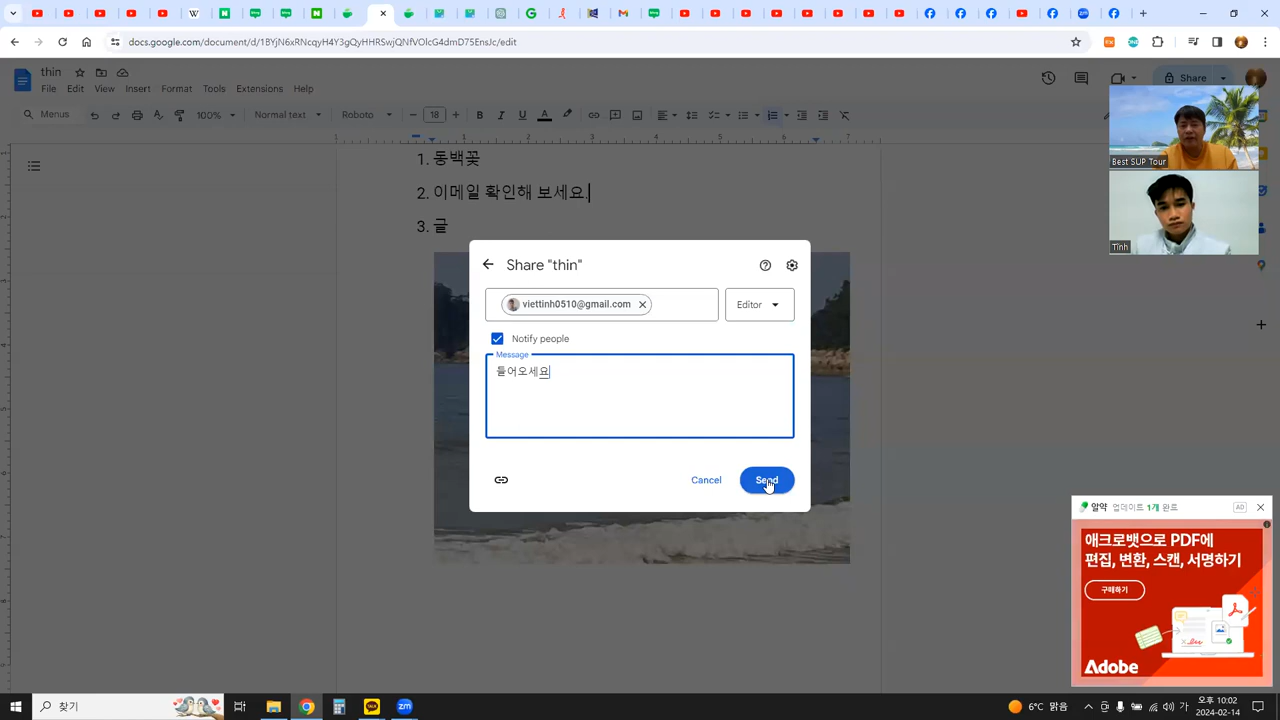 docs.google.com/document/d/1BYjN6xRNcqyH4Y3gQyHHRSwjQNfVOlcG4dmD75EnsJc/edit
thin
File Edit View Insert Format Tools Extensions Help
Share
Menus 100% Normal text Roboto 18
1. 동백꽃
2. 이메일 확인해 보세요.
3. 끝
Best SUP Tour
Tĩnh
Share "thin"
viettinh0510@gmail.com
Editor
Notify people
Message
들어오세요
Cancel
Send
알약 업데이트 1개 완료
AD
애크로뱃으로 PDF에
편집, 변환, 스캔, 서명하기
구매하기
Adobe
찾기
6°C 맑음
가
오후 10:02
2024-02-14